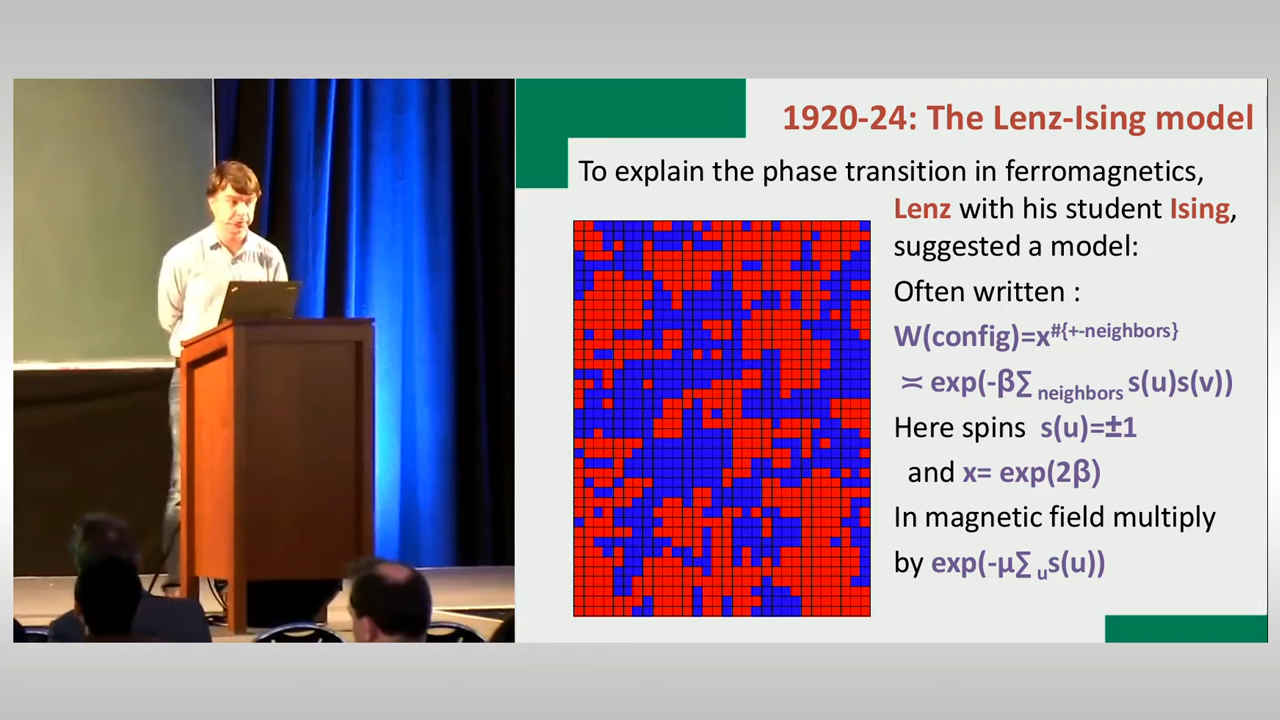 1920-24: The Lenz-Ising model
To explain the phase transition in ferromagnetics,
Lenz with his student Ising,
suggested a model:
Often written :
W(config)=x^#{+-neighbors}
≍ exp(-β∑ neighbors s(u)s(v))
Here spins s(u)=±1
and x= exp(2β)
In magnetic field multiply
by exp(-μ∑ u s(u))